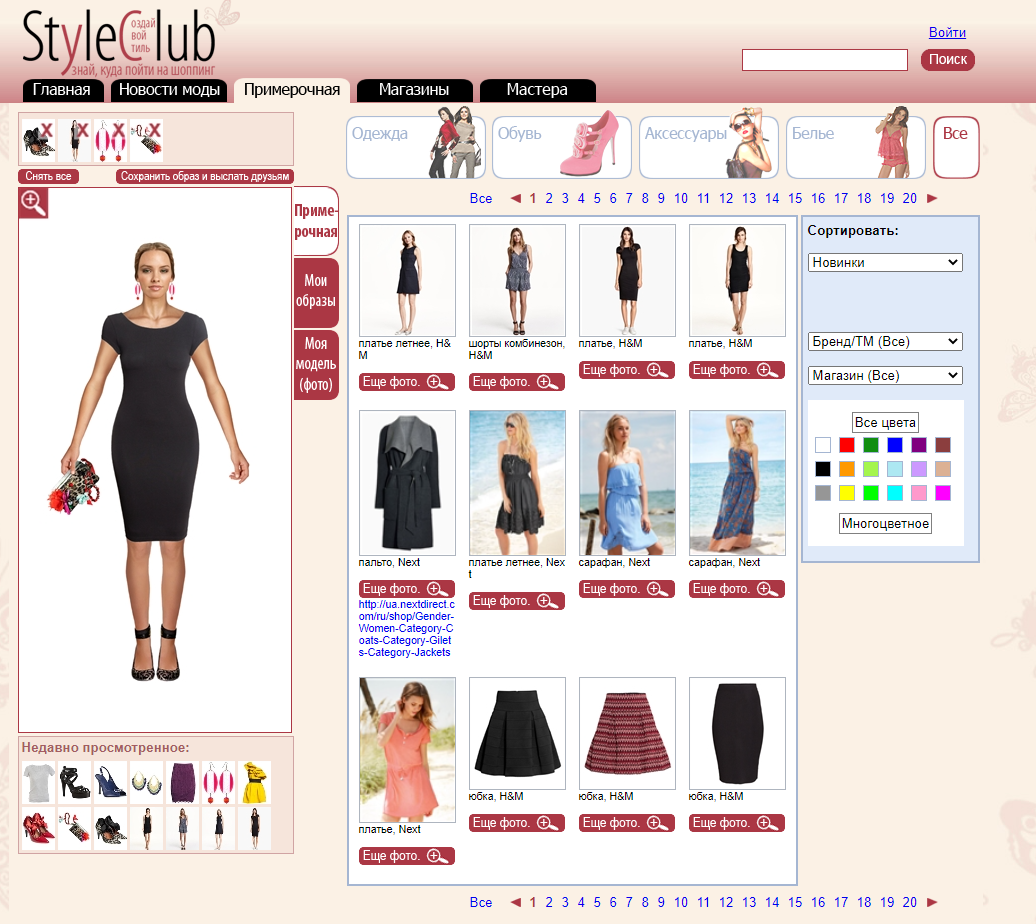 StyleClub
оздай
вой
тиль
знай, куда пойти на шоппинг
Войти
Поиск
Главная
Новости моды
Примерочная
Магазины
Мастера
Снять все
Сохранить образ и выслать друзьям
Одежда
Обувь
Аксессуары
Белье
Все
Все 1 2 3 4 5 6 7 8 9 10 11 12 13 14 15 16 17 18 19 20
Приме-
рочная
Мои
образы
Моя
модель
(фото)
платье летнее, H&
M
Еще фото.
шорты комбинезон,
H&M
Еще фото.
платье, H&M
Еще фото.
платье, H&M
Еще фото.
пальто, Next
Еще фото.
http://ua.nextdirect.c
om/ru/shop/Gender-
Women-Category-C
oats-Category-Gilet
s-Category-Jackets
платье летнее, Nex
t
Еще фото.
сарафан, Next
Еще фото.
сарафан, Next
Еще фото.
платье, Next
Еще фото.
юбка, H&M
Еще фото.
юбка, H&M
Еще фото.
юбка, H&M
Еще фото.
Сортировать:
Новинки
Бренд/ТМ (Все)
Магазин (Все)
Все цвета
Многоцветное
Недавно просмотренное:
Все 1 2 3 4 5 6 7 8 9 10 11 12 13 14 15 16 17 18 19 20